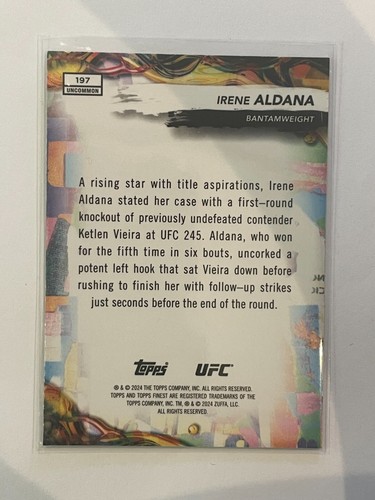 197
UNCOMMON
IRENE ALDANA
BANTAMWEIGHT
A rising star with title aspirations, Irene
Aldana stated her case with a first–round
knockout of previously undefeated contender
Ketlen Vieira at UFC 245. Aldana, who won
for the fifth time in six bouts, uncorked a
potent left hook that sat Vieira down before
rushing to finish her with follow–up strikes
just seconds before the end of the round.
Topps UFC
® & © 2024 THE TOPPS COMPANY, INC. ALL RIGHTS RESERVED.
TOPPS AND TOPPS FINEST ARE REGISTERED TRADEMARKS OF THE
TOPPS COMPANY, INC. TM, ® & © 2024 ZUFFA, LLC.
ALL RIGHTS RESERVED.